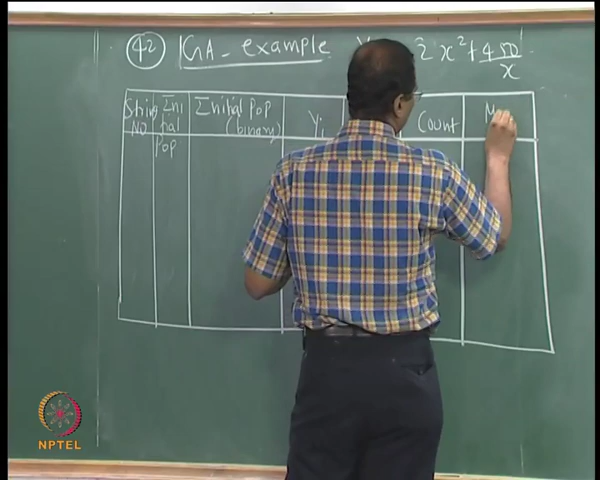 42 GA - example Y 2x² + 450/x
String NO
Initial Pop
Initial Pop (binary)
Yi
Count
M
NPTEL